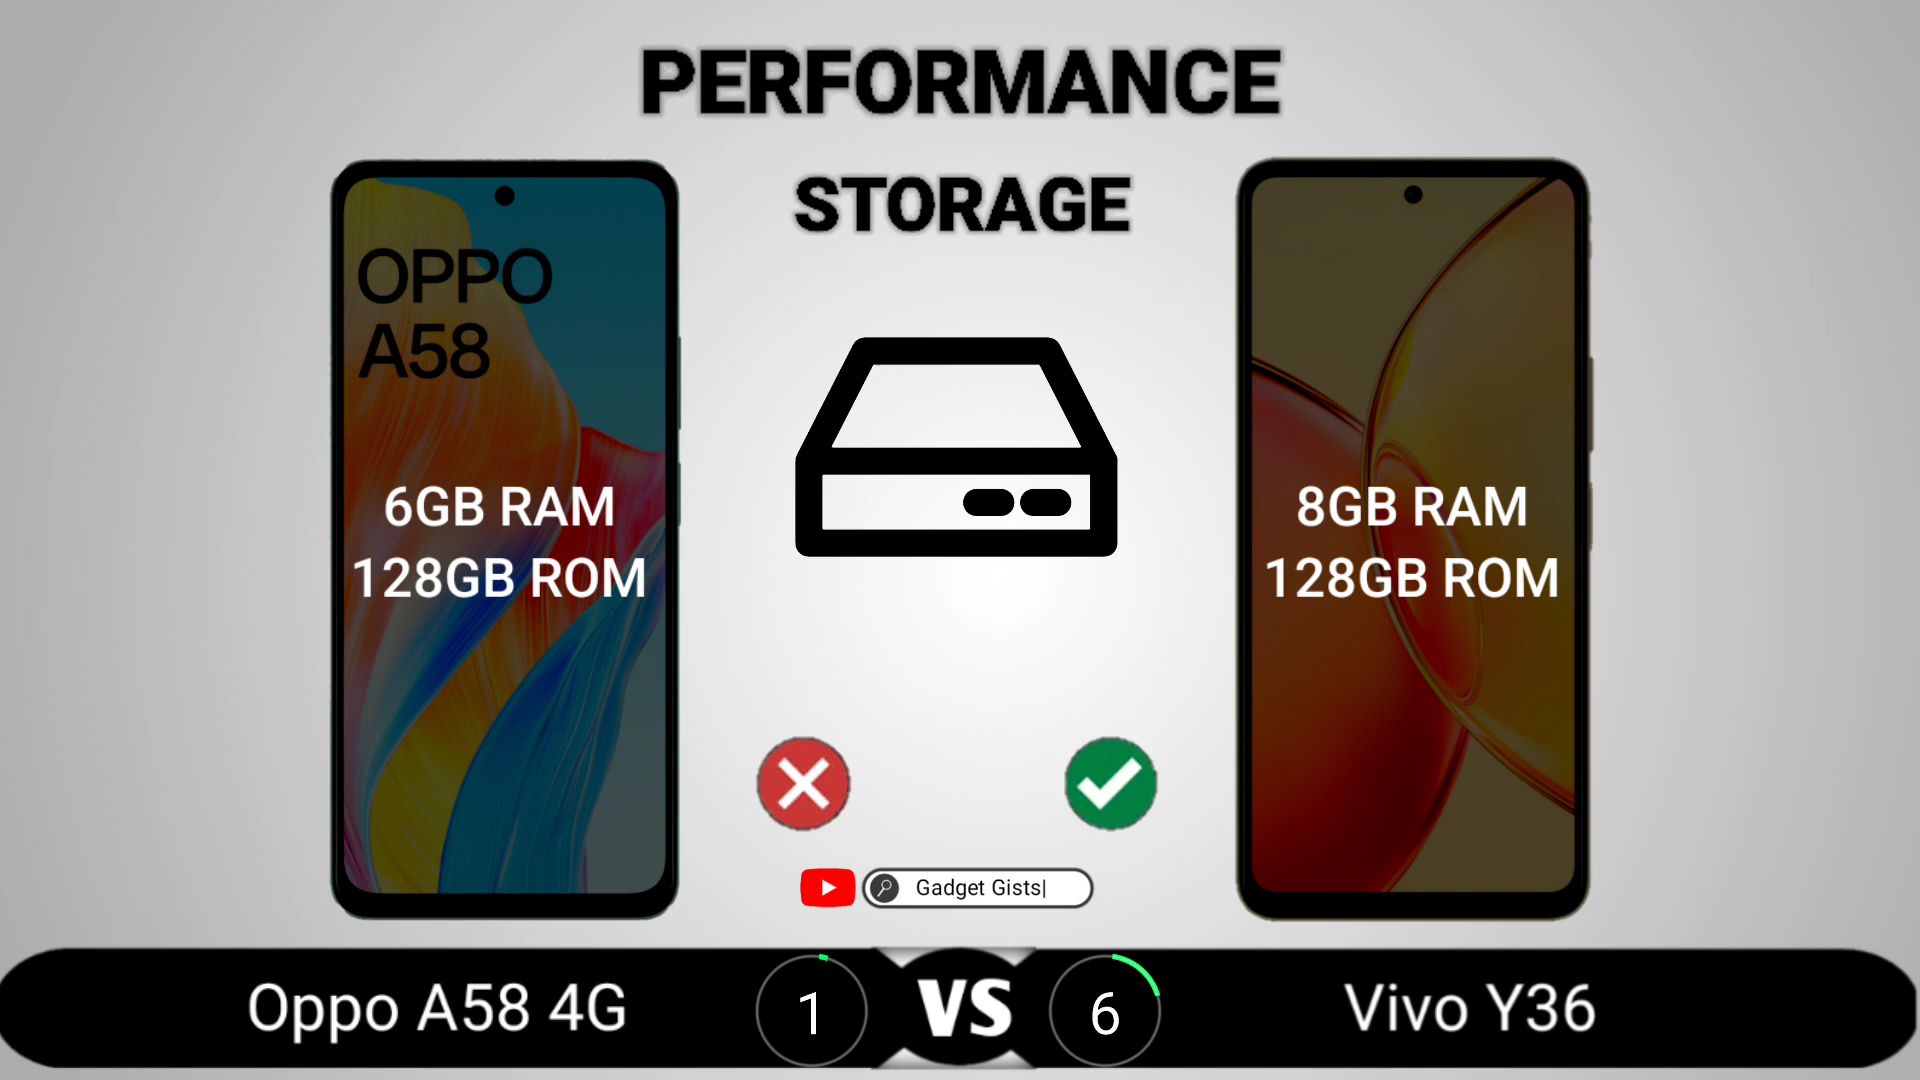 PERFORMANCE
STORAGE
OPPO
A58
6GB RAM
128GB ROM
8GB RAM
128GB ROM
Gadget Gists|
Oppo A58 4G
1
VS
6
Vivo Y36